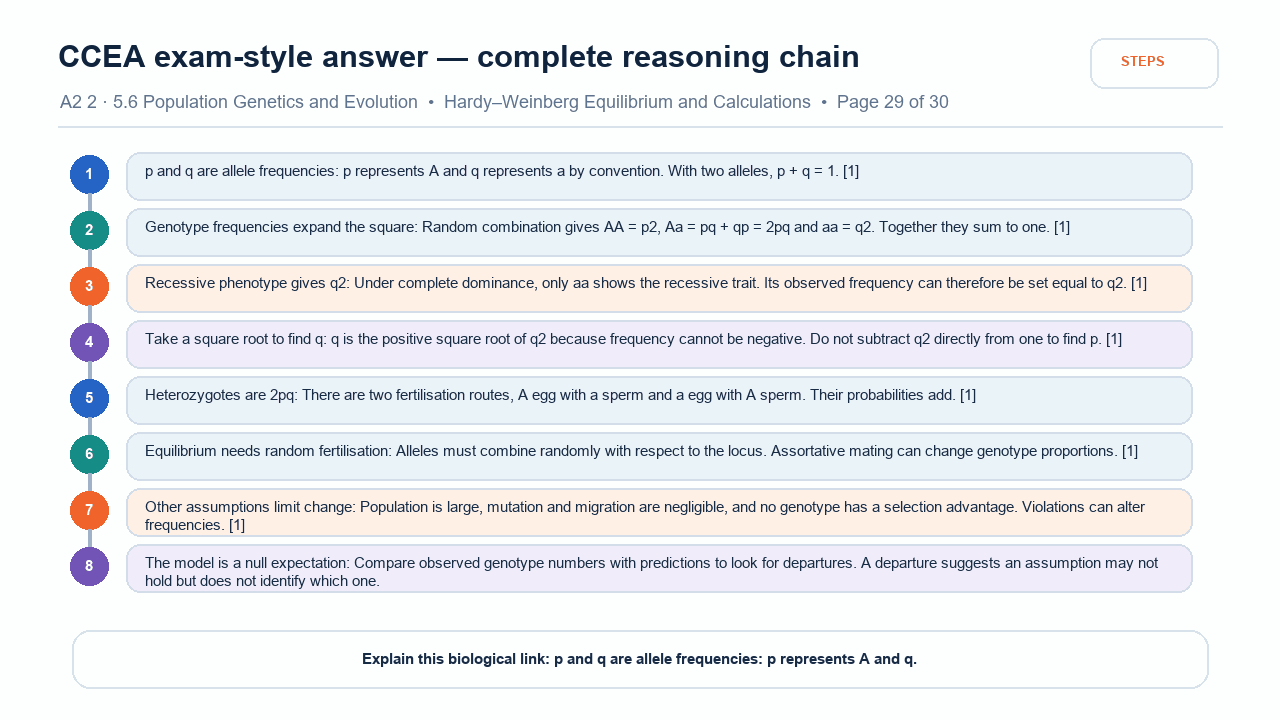 CCEA exam-style answer — complete reasoning chain
STEPS
A2 2 · 5.6 Population Genetics and Evolution • Hardy–Weinberg Equilibrium and Calculations • Page 29 of 30
1
p and q are allele frequencies: p represents A and q represents a by convention. With two alleles, p + q = 1. [1]
2
Genotype frequencies expand the square: Random combination gives AA = p2, Aa = pq + qp = 2pq and aa = q2. Together they sum to one. [1]
3
Recessive phenotype gives q2: Under complete dominance, only aa shows the recessive trait. Its observed frequency can therefore be set equal to q2. [1]
4
Take a square root to find q: q is the positive square root of q2 because frequency cannot be negative. Do not subtract q2 directly from one to find p. [1]
5
Heterozygotes are 2pq: There are two fertilisation routes, A egg with a sperm and a egg with A sperm. Their probabilities add. [1]
6
Equilibrium needs random fertilisation: Alleles must combine randomly with respect to the locus. Assortative mating can change genotype proportions. [1]
7
Other assumptions limit change: Population is large, mutation and migration are negligible, and no genotype has a selection advantage. Violations can alter
frequencies. [1]
8
The model is a null expectation: Compare observed genotype numbers with predictions to look for departures. A departure suggests an assumption may not
hold but does not identify which one.
Explain this biological link: p and q are allele frequencies: p represents A and q.